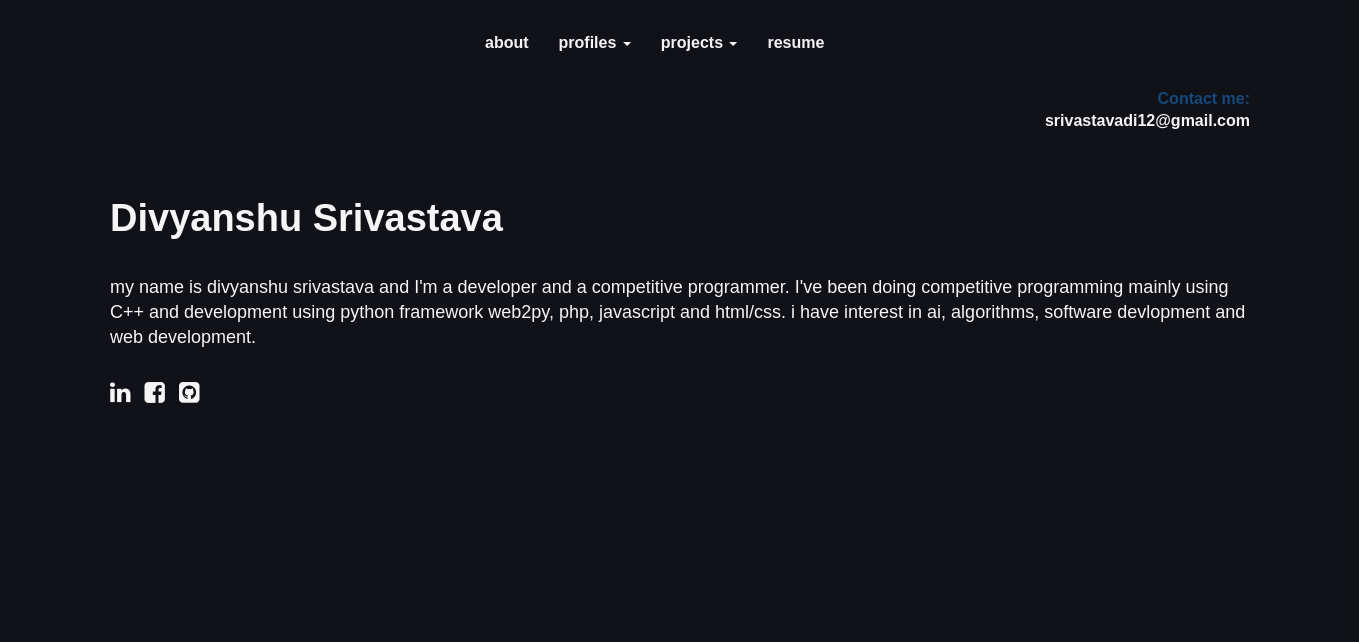 about profiles projects resume
Contact me:
srivastavadi12@gmail.com
Divyanshu Srivastava
my name is divyanshu srivastava and I'm a developer and a competitive programmer. I've been doing competitive programming mainly using
C++ and development using python framework web2py, php, javascript and html/css. i have interest in ai, algorithms, software devlopment and
web development.